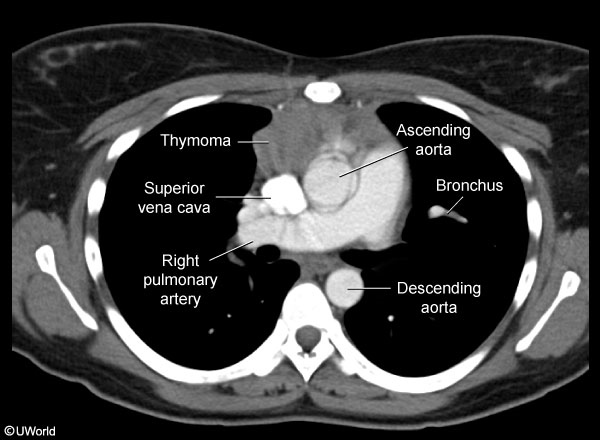 Thymoma
Ascending
aorta
Superior
vena cava
Bronchus
Right
pulmonary
artery
Descending
aorta
©UWorld